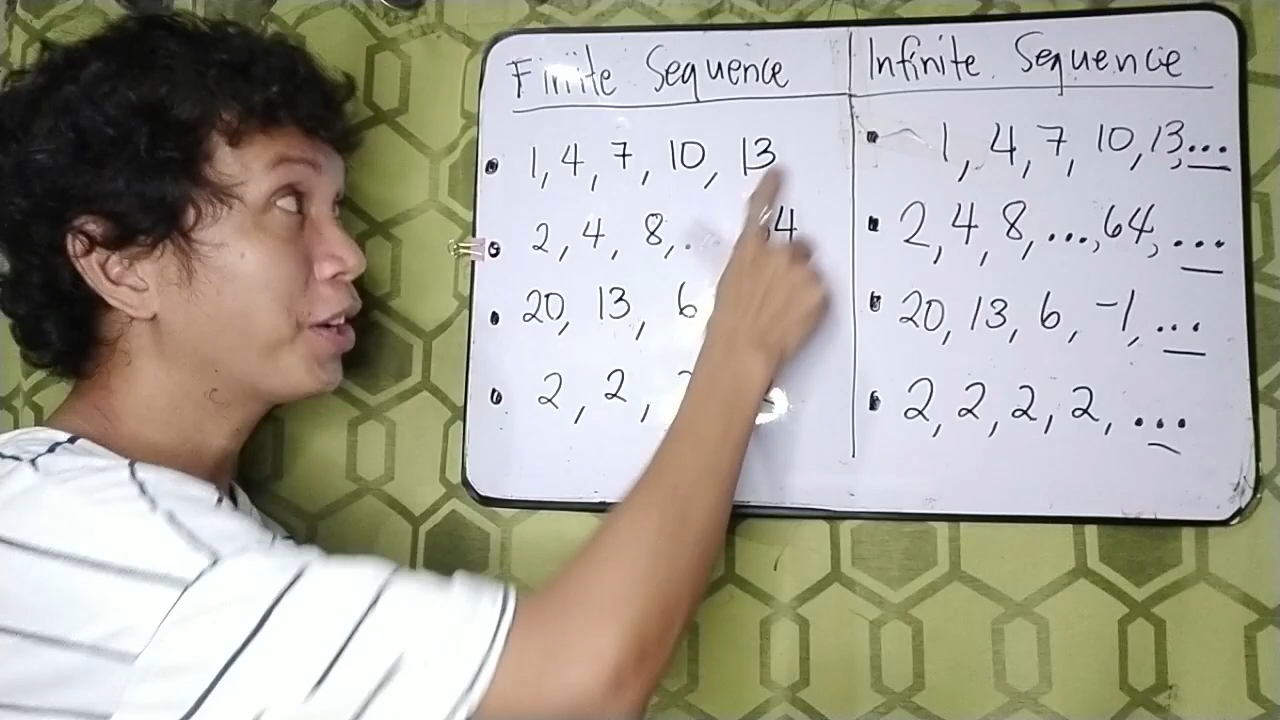 Finite Sequence
1, 4, 7, 10, 13
2, 4, 8,
20, 13, 6
2, 2,
Infinite Sequence
1, 4, 7, 10, 13, ...
2, 4, 8, ..., 64, ...
20, 13, 6, -1, ...
2, 2, 2, 2, ...